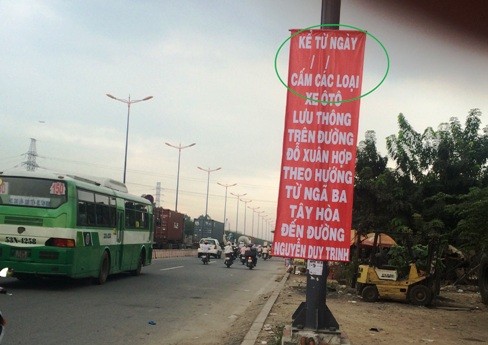 KỂ TỪ NGÀY
/ /
CẤM CÁC LOẠI
XE ÔTÔ
LƯU THÔNG
TRÊN ĐƯỜNG
ĐỖ XUÂN HỢP
THEO HƯỚNG
TỪ NGÃ BA
TÂY HÒA
ĐẾN ĐƯỜNG
NGUYỄN DUY TRINH
150